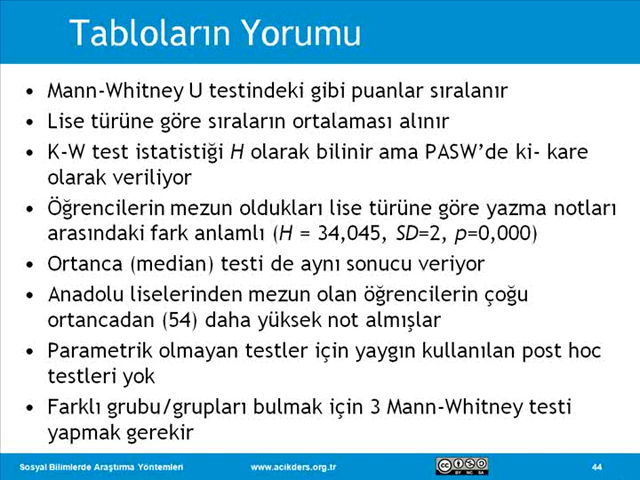 Tabloların Yorumu
• Mann-Whitney U testindeki gibi puanlar sıralanır
• Lise türüne göre sıraların ortalaması alınır
• K-W test istatistiği H olarak bilinir ama PASW’de ki- kare
olarak veriliyor
• Öğrencilerin mezun oldukları lise türüne göre yazma notları
arasındaki fark anlamlı (H = 34,045, SD=2, p=0,000)
• Ortanca (median) testi de aynı sonucu veriyor
• Anadolu liselerinden mezun olan öğrencilerin çoğu
ortancadan (54) daha yüksek not almışlar
• Parametrik olmayan testler için yaygın kullanılan post hoc
testleri yok
• Farklı grubu/grupları bulmak için 3 Mann-Whitney testi
yapmak gerekir
Sosyal Bilimlerde Araştırma Yöntemleri www.acikders.org.tr 44
cc BY NC SA